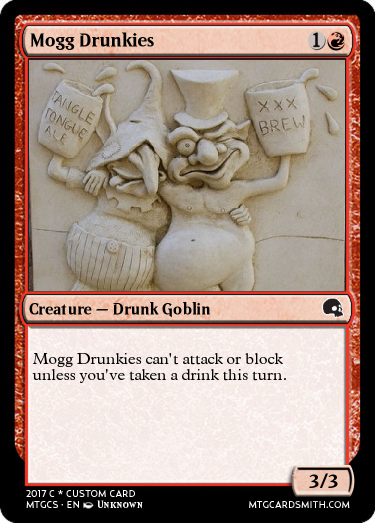 Mogg Drunkies
1
TANGLE
TONGUE
ALE
XXX
BREW
Creature — Drunk Goblin
Mogg Drunkies can't attack or block
unless you've taken a drink this turn.
3/3
2017 C * CUSTOM CARD
MTGCS • EN Unknown
MTGCARDSMITH.COM